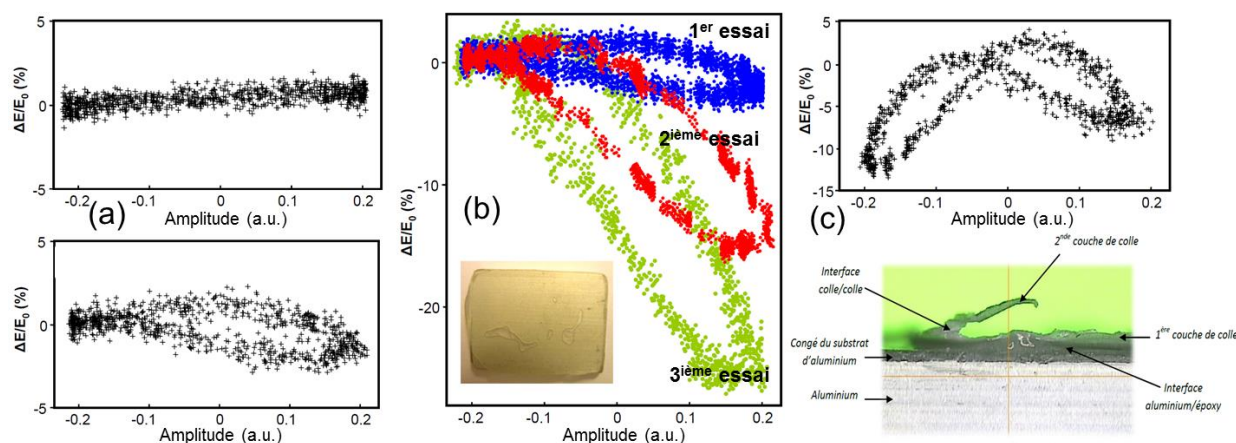 5
0
-5
ΔE/E₀ (%)
-0.2 -0.1 0 0.1 0.2
(a)
Amplitude (a.u.)
5
0
-5
ΔE/E₀ (%)
-0.2 -0.1 0 0.1 0.2
Amplitude (a.u.)
0
-10
-20
ΔE/E₀ (%)
1er essai
2ième essai
(b)
3ième essai
-0.2 -0.1 0 0.1 0.2
Amplitude (a.u.)
5
0
-5
-10
-15
ΔE/E₀ (%)
-0.2 -0.1 0 0.1 0.2
(c)
Amplitude (a.u.)
2nde couche de colle
Interface
colle/colle
1ère
couche de colle
Congé du substrat
d'aluminium
Aluminium
Interface
aluminium/époxy